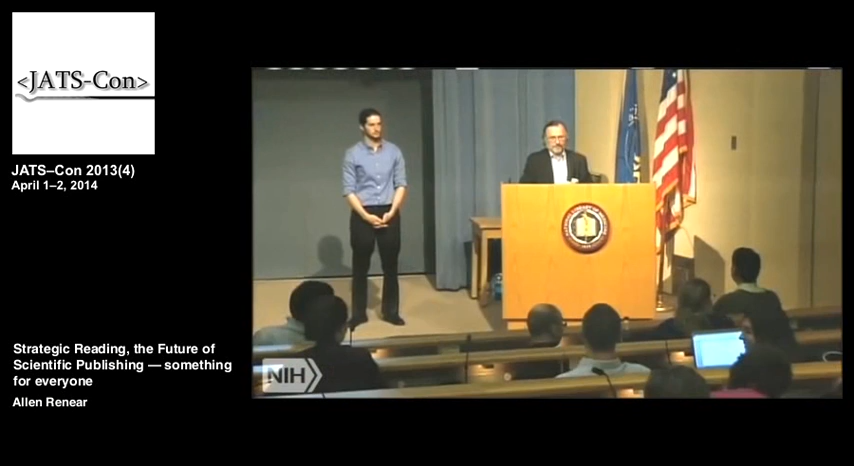 <JATS-Con>
JATS–Con 2013(4)
April 1–2, 2014
Strategic Reading, the Future of
Scientific Publishing — something
for everyone
Allen Renear
NIH